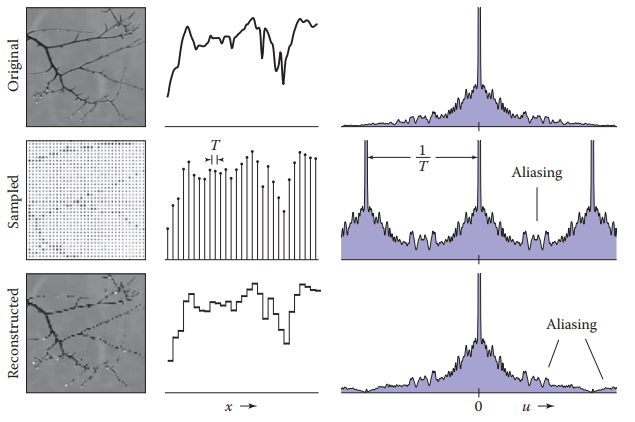 Original
Sampled
T
1
T
Aliasing
Reconstructed
Aliasing
x
0
u